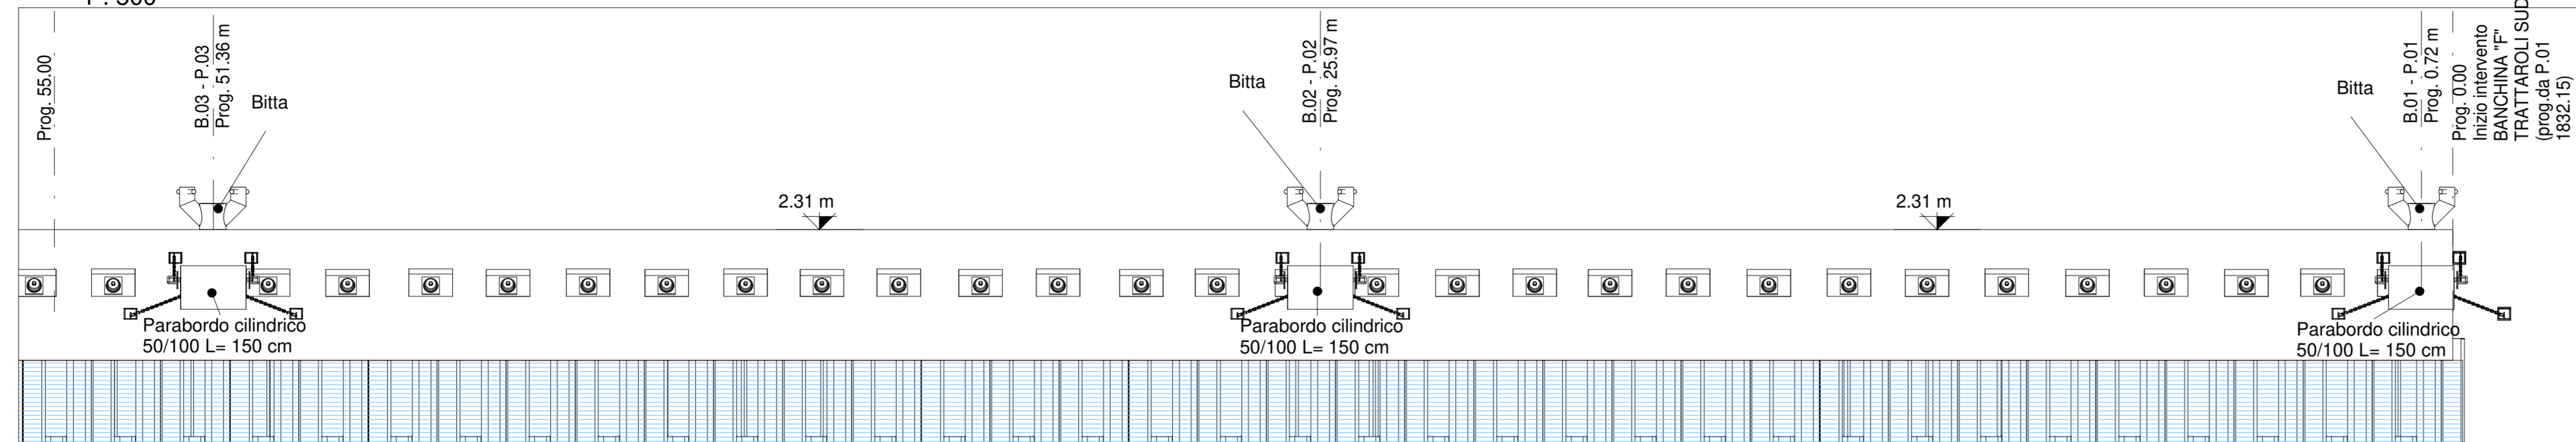 Prog. 55.00
B.03 - P.03
Prog. 51.36 m
Bitta
Bitta
B.02 - P.02
Prog. 25.97 m
Bitta
B.01 - P.01
Prog. 0.72 m
Prog. 0.00
Inizio intervento
BANCHINA "F"
TRATTAROLI SUD
(prog.da P.01
1832.15)
2.31 m
2.31 m
Parabordo cilindrico
50/100 L= 150 cm
Parabordo cilindrico
50/100 L= 150 cm
Parabordo cilindrico
50/100 L= 150 cm